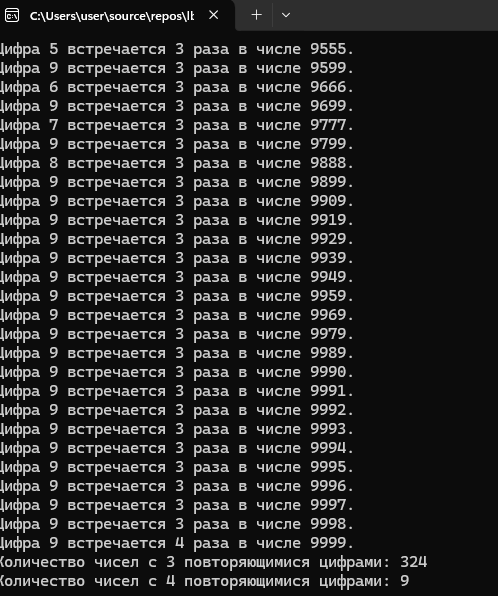 C:\Users\user\source\repos\lb
Цифра 5 встречается 3 раза в числе 9555.
Цифра 9 встречается 3 раза в числе 9599.
Цифра 6 встречается 3 раза в числе 9666.
Цифра 9 встречается 3 раза в числе 9699.
Цифра 7 встречается 3 раза в числе 9777.
Цифра 9 встречается 3 раза в числе 9799.
Цифра 8 встречается 3 раза в числе 9888.
Цифра 9 встречается 3 раза в числе 9899.
Цифра 9 встречается 3 раза в числе 9909.
Цифра 9 встречается 3 раза в числе 9919.
Цифра 9 встречается 3 раза в числе 9929.
Цифра 9 встречается 3 раза в числе 9939.
Цифра 9 встречается 3 раза в числе 9949.
Цифра 9 встречается 3 раза в числе 9959.
Цифра 9 встречается 3 раза в числе 9969.
Цифра 9 встречается 3 раза в числе 9979.
Цифра 9 встречается 3 раза в числе 9989.
Цифра 9 встречается 3 раза в числе 9990.
Цифра 9 встречается 3 раза в числе 9991.
Цифра 9 встречается 3 раза в числе 9992.
Цифра 9 встречается 3 раза в числе 9993.
Цифра 9 встречается 3 раза в числе 9994.
Цифра 9 встречается 3 раза в числе 9995.
Цифра 9 встречается 3 раза в числе 9996.
Цифра 9 встречается 3 раза в числе 9997.
Цифра 9 встречается 3 раза в числе 9998.
Цифра 9 встречается 4 раза в числе 9999.
Количество чисел с 3 повторяющимися цифрами: 324
Количество чисел с 4 повторяющимися цифрами: 9